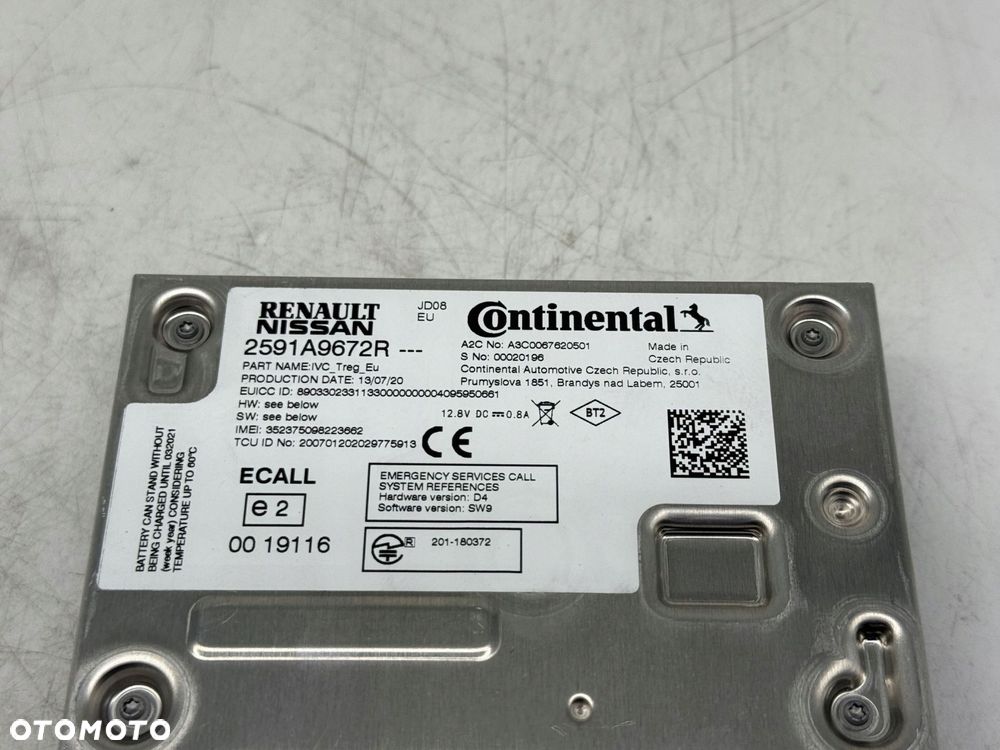 RENAULT
NISSAN
JD08
EU
Continental
2591A9672R ---
A2C No: A3C0067620501
S No: 00020196
Made in
Czech Republic
PART NAME:IVC_Treg_Eu
Continental Automotive Czech Republic, s.r.o.
PRODUCTION DATE: 13/07/20
Prumyslova 1851, Brandys nad Labem, 25001
EUICC ID: 89033023311330000000004095950661
HW: see below
12.8V DC 0.8A
BT2
SW: see below
IMEI: 352375098223662
TCU ID No: 200701202029775913
CE
ECALL
e 2
00 19116
EMERGENCY SERVICES CALL
SYSTEM REFERENCES
Hardware version: D4
Software version: SW9
R 201-180372
BATTERY CAN STAND WITHOUT
BEING CHARGED UNTIL 032021
(week year) CONSIDERING
TEMPERATURE UP TO 60°C
OTOMOTO